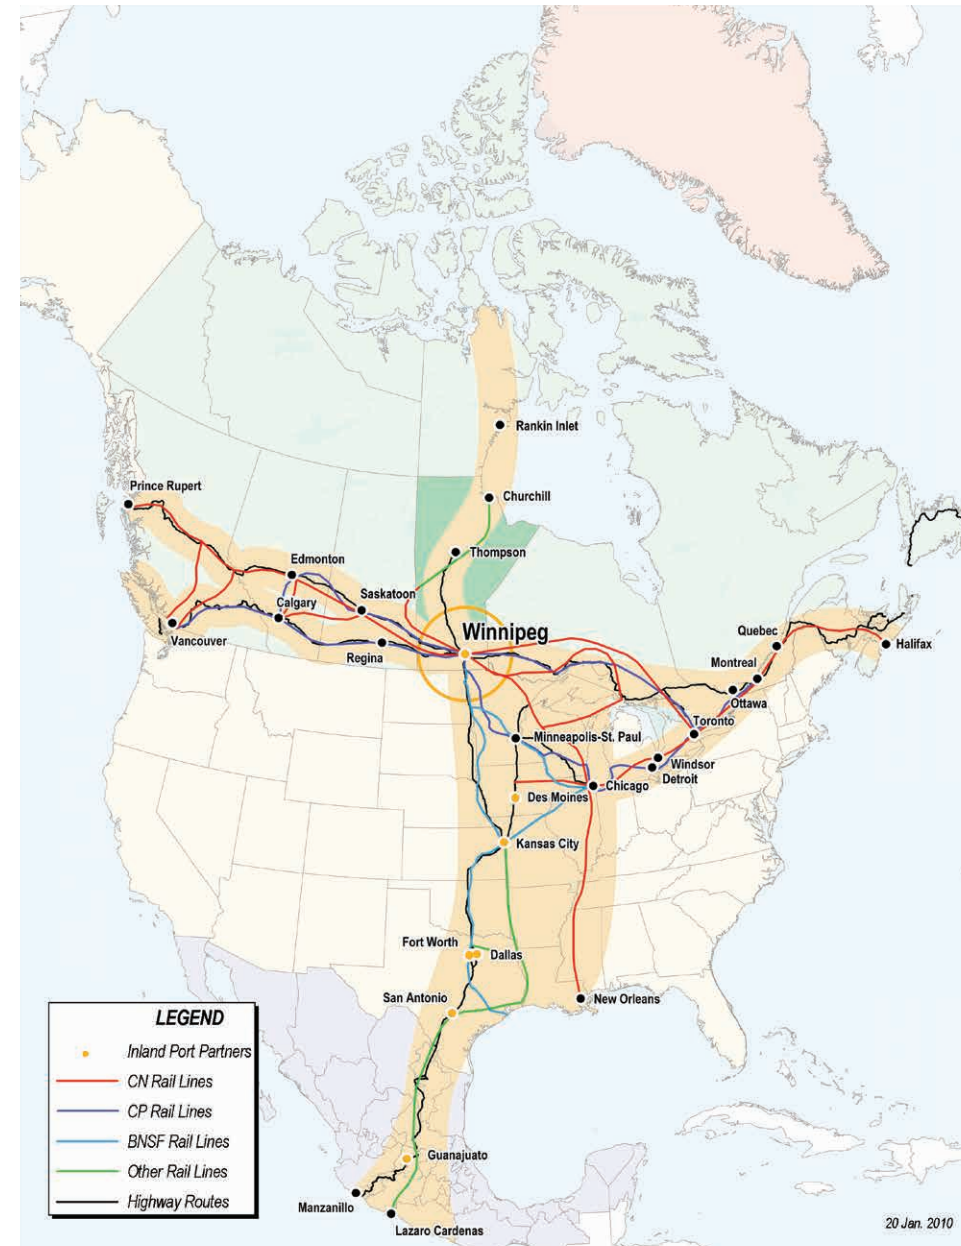 Rankin Inlet
Churchill
Prince Rupert
Thompson
Edmonton
Saskatoon
Calgary
Winnipeg
Vancouver
Regina
Quebec
Halifax
Montreal
Ottawa
Toronto
Minneapolis-St. Paul
Windsor
Detroit
Chicago
Des Moines
Kansas City
Fort Worth
Dallas
San Antonio
New Orleans
LEGEND
Inland Port Partners
CN Rail Lines
CP Rail Lines
BNSF Rail Lines
Other Rail Lines
Highway Routes
Guanajuato
Manzanillo
Lazaro Cardenas
20 Jan. 2010